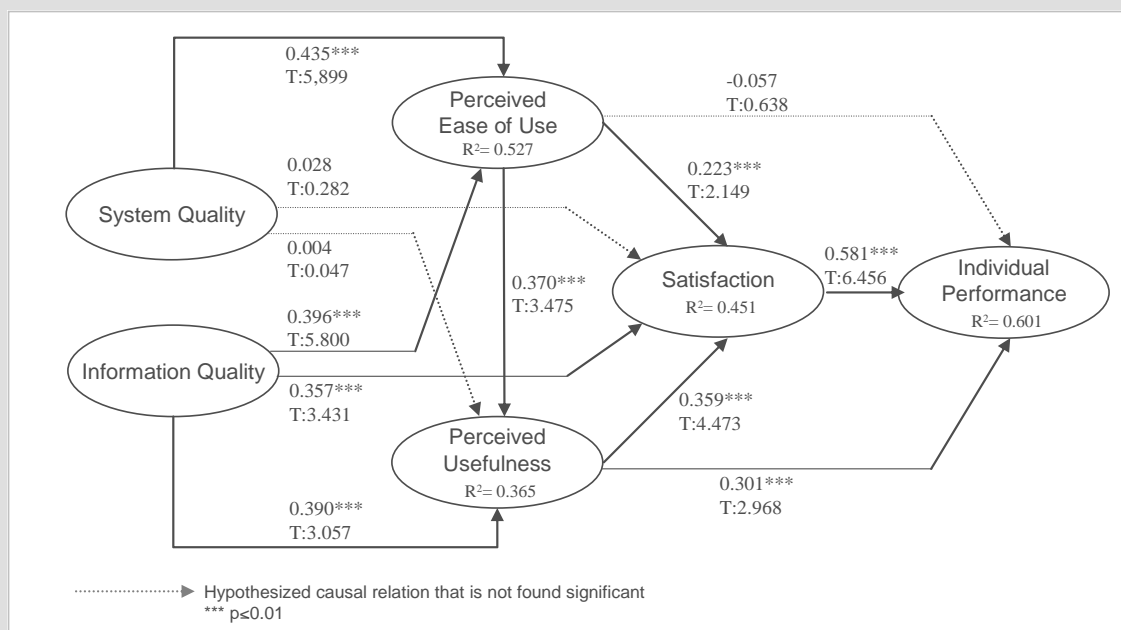 0.435***
T:5,899
-0.057
T:0.638
Perceived
Ease of Use
R²= 0.527
0.028
T:0.282
0.223***
T:2.149
System Quality
0.004
T:0.047
0.370***
T:3.475
Satisfaction
R²= 0.451
0.581***
T:6.456
Individual
Performance
R²= 0.601
0.396***
T:5.800
Information Quality
0.357***
T:3.431
0.359***
T:4.473
Perceived
Usefulness
R²= 0.365
0.301***
T:2.968
0.390***
T:3.057
Hypothesized causal relation that is not found significant
*** p≤0.01